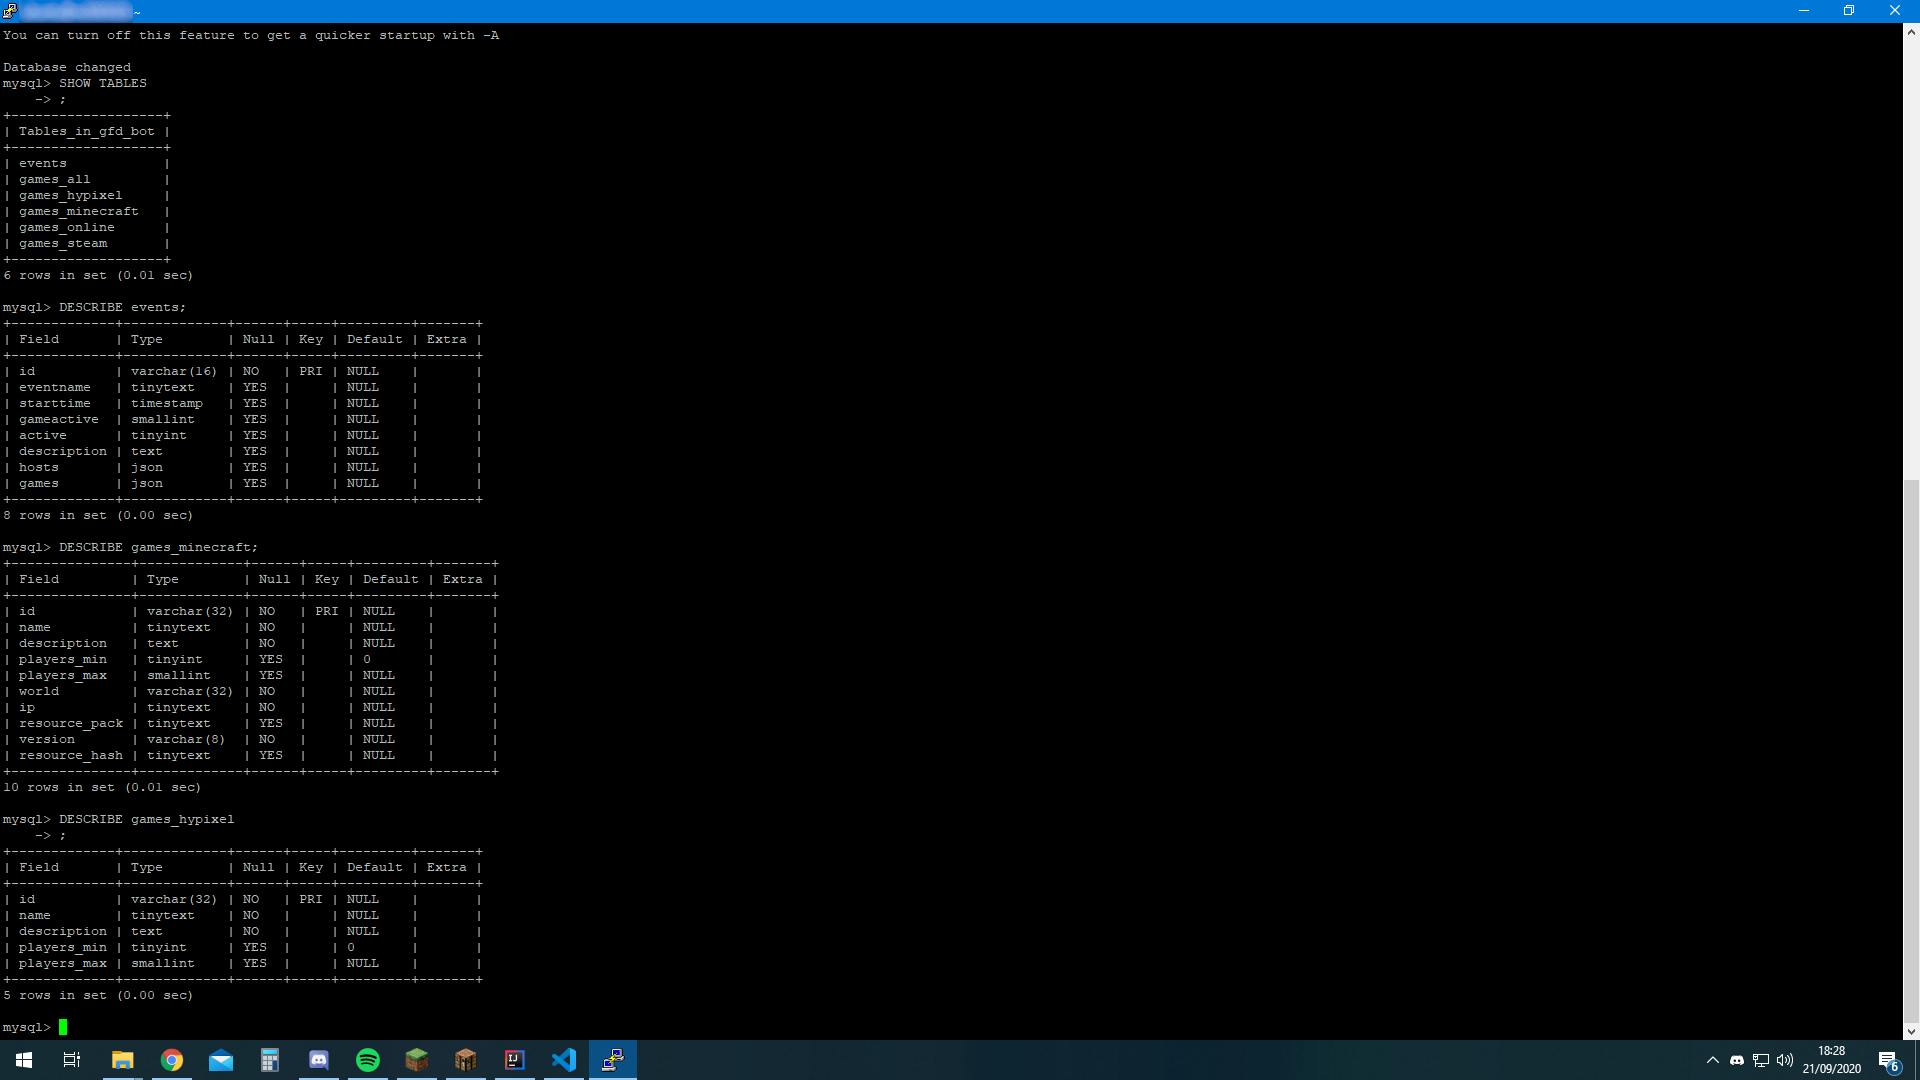 ~
You can turn off this feature to get a quicker startup with -A
Database changed
mysql> SHOW TABLES
    -> ;
+-------------------+
| Tables_in_gfd_bot |
+-------------------+
| events            |
| games_all         |
| games_hypixel     |
| games_minecraft   |
| games_online      |
| games_steam       |
+-------------------+
6 rows in set (0.01 sec)
mysql> DESCRIBE events;
+-------------+-------------+------+-----+---------+-------+
| Field       | Type        | Null | Key | Default | Extra |
+-------------+-------------+------+-----+---------+-------+
| id          | varchar(16) | NO   | PRI | NULL    |       |
| eventname   | tinytext    | YES  |     | NULL    |       |
| starttime   | timestamp   | YES  |     | NULL    |       |
| gameactive  | smallint    | YES  |     | NULL    |       |
| active      | tinyint     | YES  |     | NULL    |       |
| description | text        | YES  |     | NULL    |       |
| hosts       | json        | YES  |     | NULL    |       |
| games       | json        | YES  |     | NULL    |       |
+-------------+-------------+------+-----+---------+-------+
8 rows in set (0.00 sec)
mysql> DESCRIBE games_minecraft;
+---------------+-------------+------+-----+---------+-------+
| Field         | Type        | Null | Key | Default | Extra |
+---------------+-------------+------+-----+---------+-------+
| id            | varchar(32) | NO   | PRI | NULL    |       |
| name          | tinytext    | NO   |     | NULL    |       |
| description   | text        | NO   |     | NULL    |       |
| players_min   | tinyint     | YES  |     | 0       |       |
| players_max   | smallint    | YES  |     | NULL    |       |
| world         | varchar(32) | NO   |     | NULL    |       |
| ip            | tinytext    | NO   |     | NULL    |       |
| resource_pack | tinytext    | YES  |     | NULL    |       |
| version       | varchar(8)  | NO   |     | NULL    |       |
| resource_hash | tinytext    | YES  |     | NULL    |       |
+---------------+-------------+------+-----+---------+-------+
10 rows in set (0.01 sec)
mysql> DESCRIBE games_hypixel
    -> ;
+-------------+-------------+------+-----+---------+-------+
| Field       | Type        | Null | Key | Default | Extra |
+-------------+-------------+------+-----+---------+-------+
| id          | varchar(32) | NO   | PRI | NULL    |       |
| name        | tinytext    | NO   |     | NULL    |       |
| description | text        | NO   |     | NULL    |       |
| players_min | tinyint     | YES  |     | 0       |       |
| players_max | smallint    | YES  |     | NULL    |       |
+-------------+-------------+------+-----+---------+-------+
5 rows in set (0.00 sec)
mysql>
IJ
18:28
21/09/2020
6